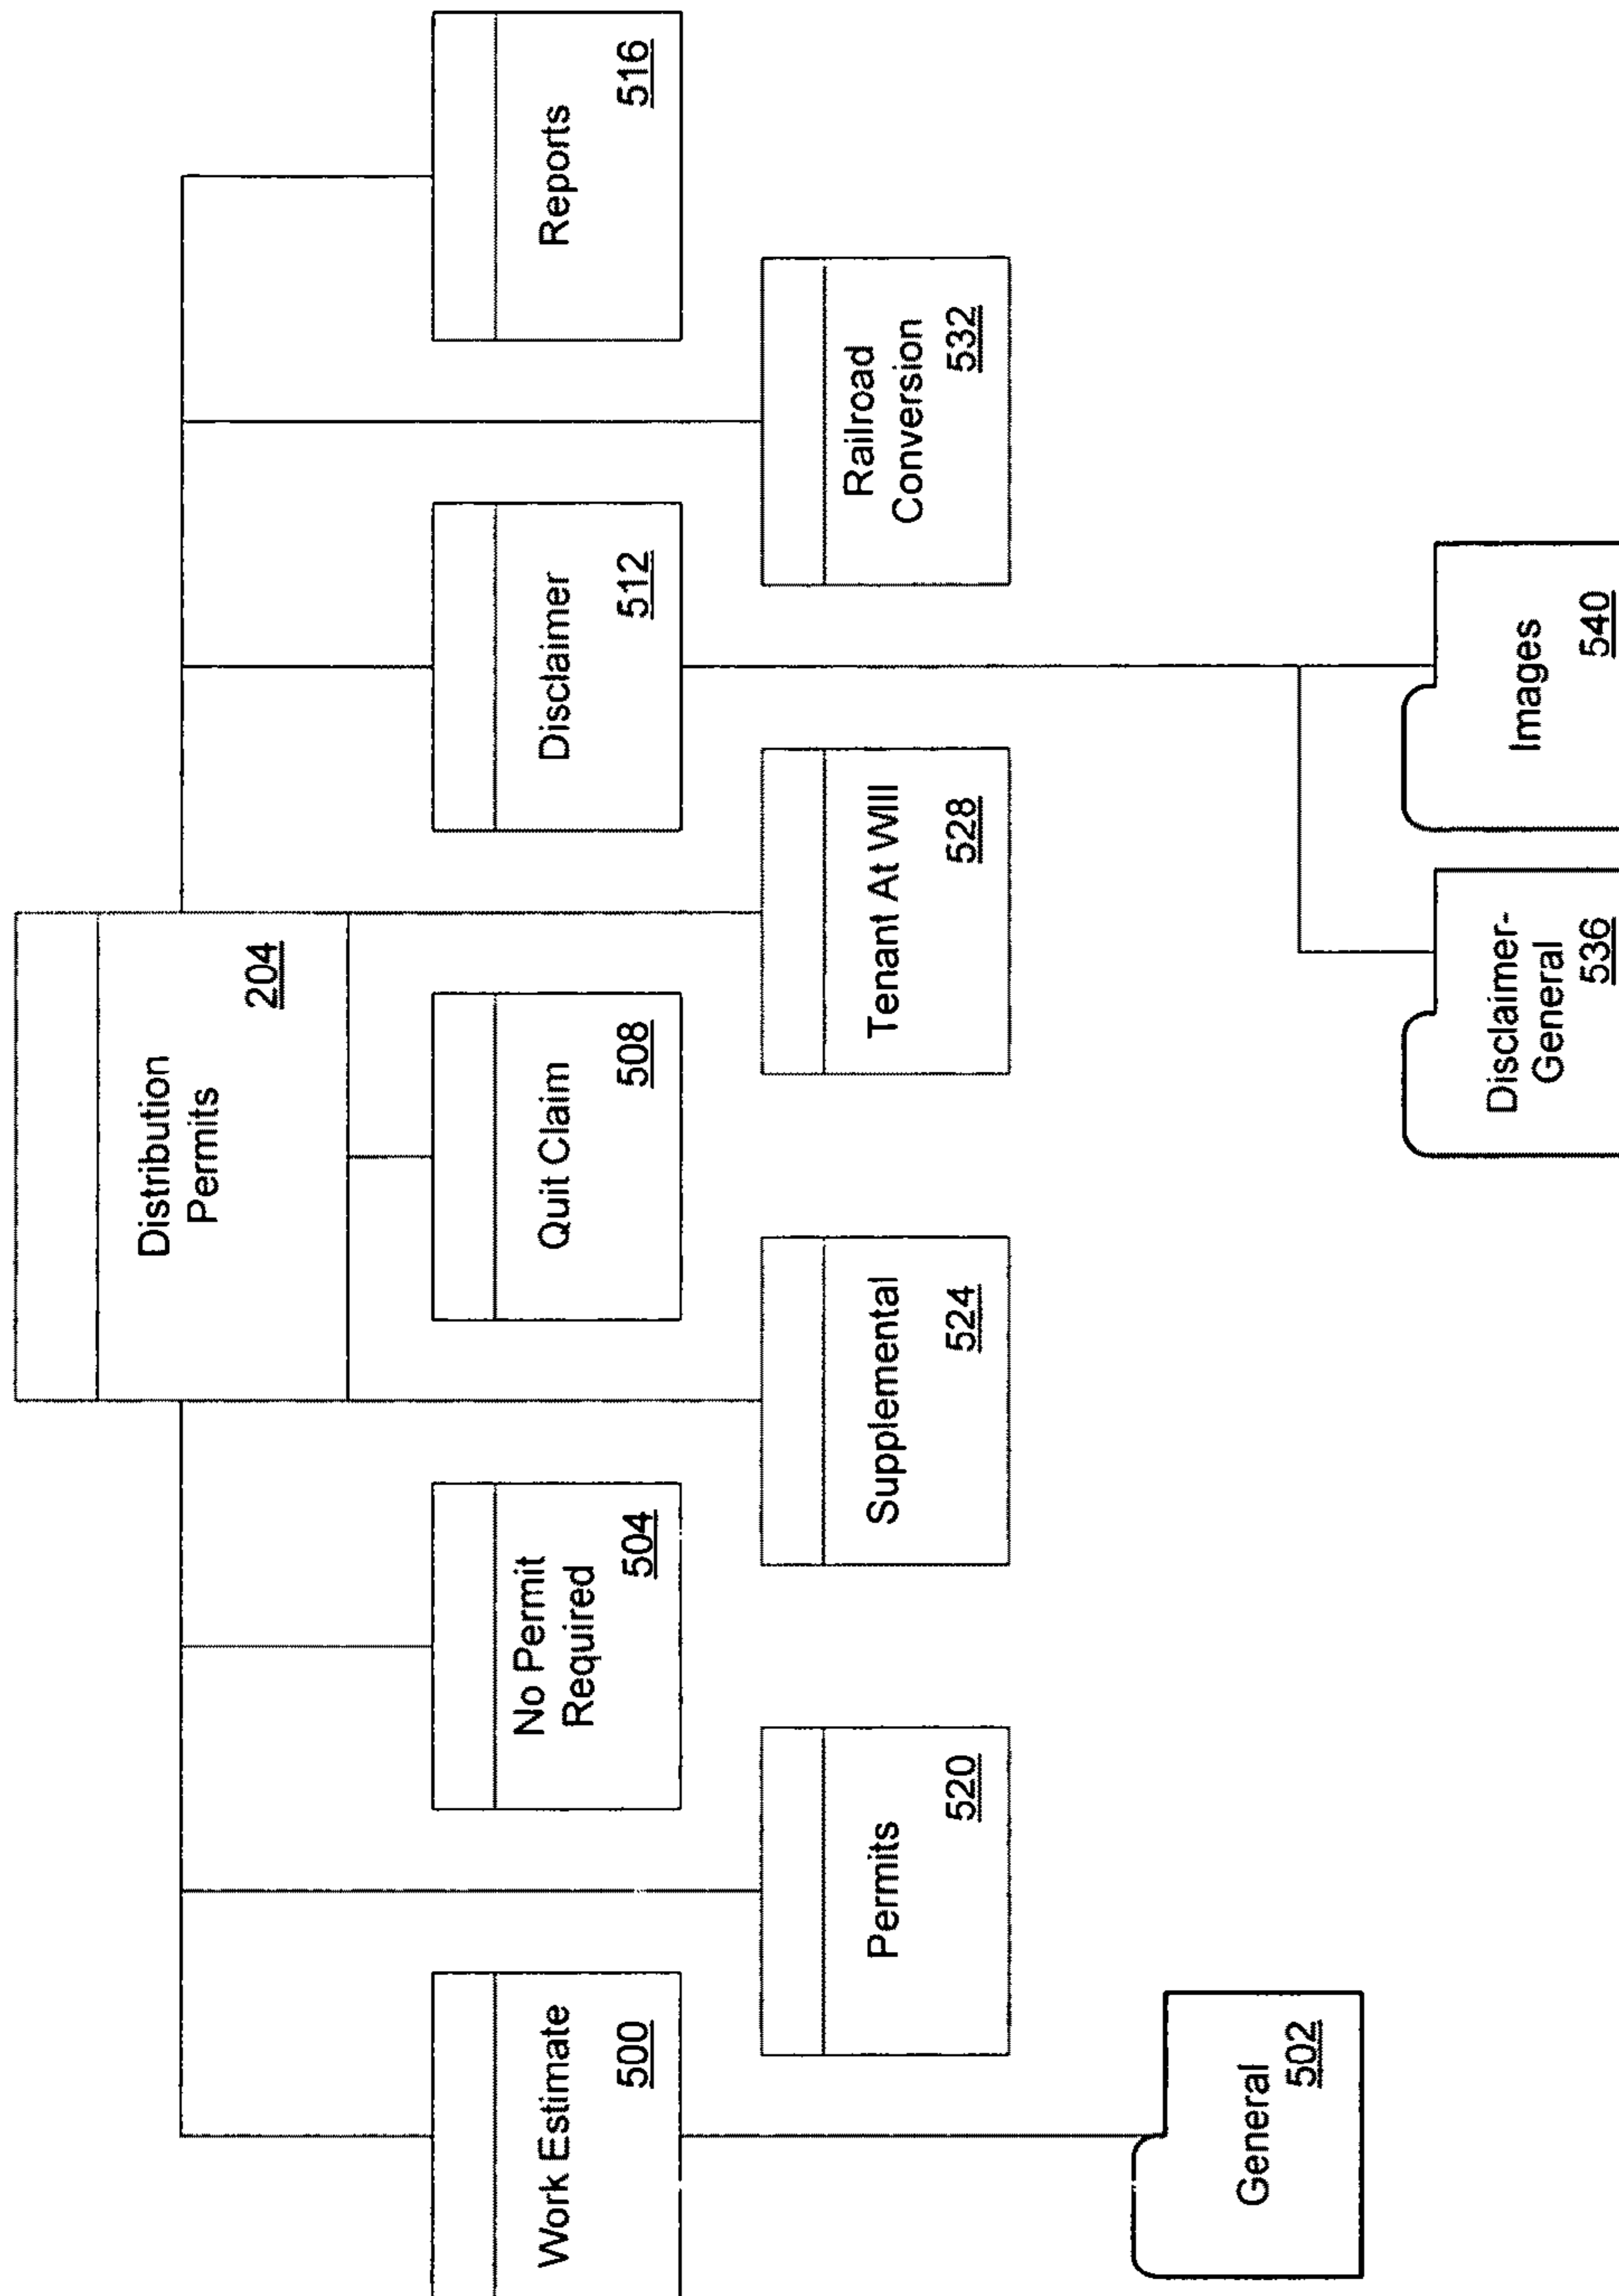 Distribution
Permits
204
Work Estimate
500
No Permit
Required
504
Quit Claim
508
Disclaimer
512
Reports
516
Permits
520
Supplemental
524
Tenant At WIll
528
Railroad
Conversion
532
General
502
Disclaimer-
General
536
Images
540